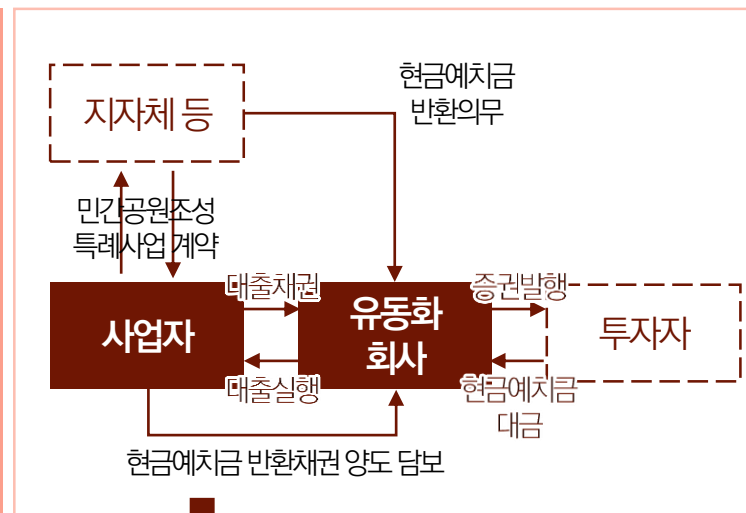 현금예치금
반환의무
지자체 등
민간공원조성
특례사업 계약
대출채권
증권발행
사업자
유동화
회사
투자자
대출실행
현금예치금
대금
현금예치금 반환채권 양도 담보